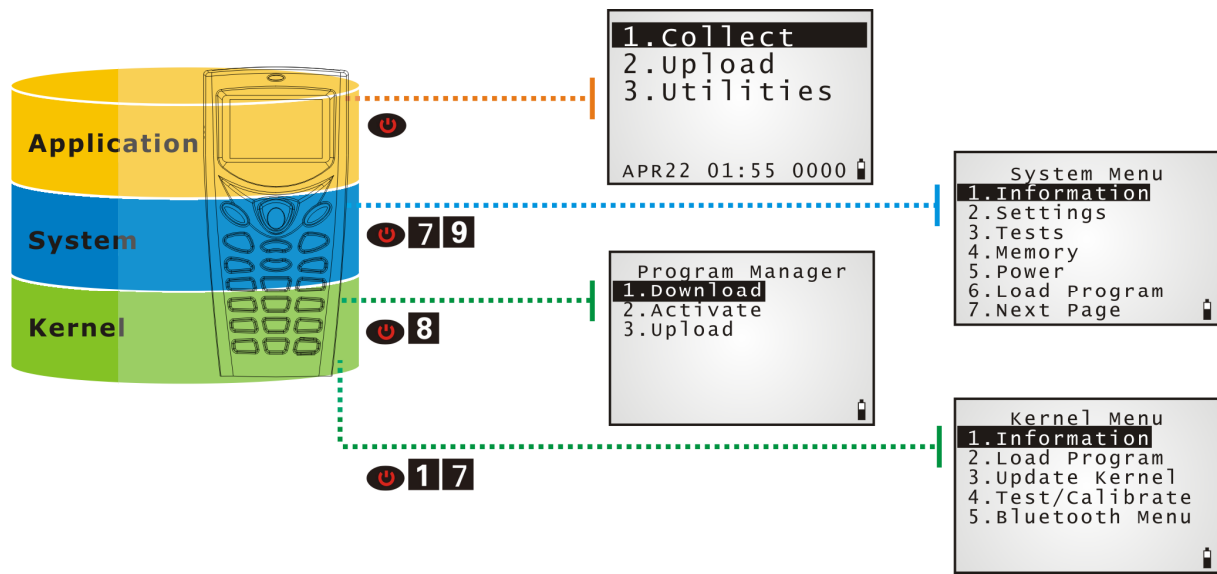 Application
System
Kernel
1.Collect
2.Upload
3.Utilities
APR22 01:55 0000
7 9
System Menu
1.Information
2.Settings
3.Tests
4.Memory
5.Power
6.Load Program
7.Next Page
8
Program Manager
1.Download
2.Activate
3.Upload
1 7
Kernel Menu
1.Information
2.Load Program
3.Update Kernel
4.Test/Calibrate
5.Bluetooth Menu